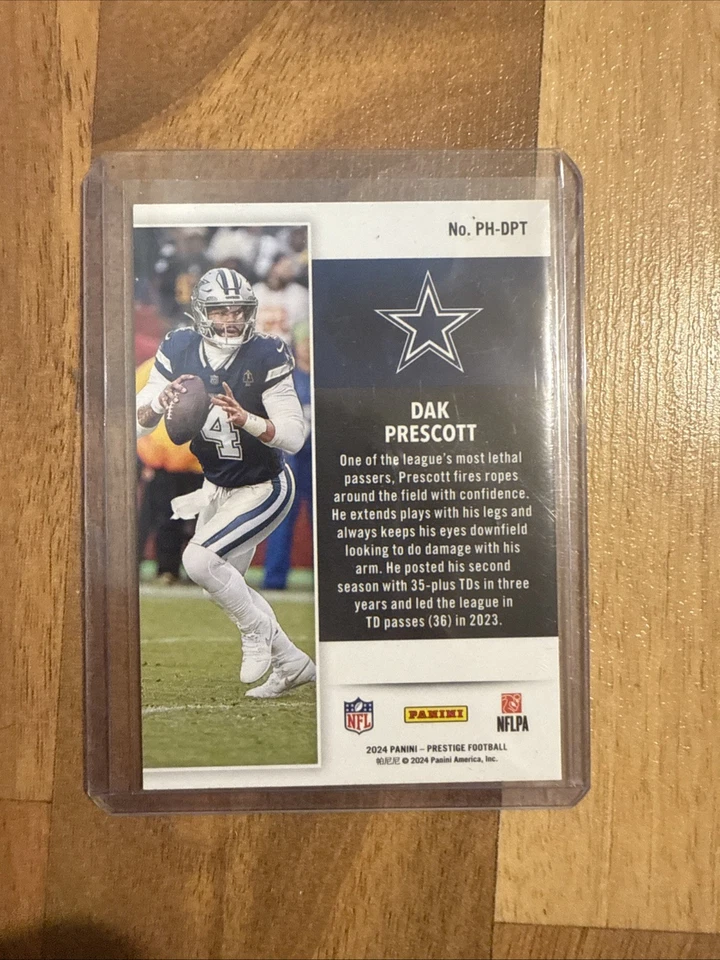 No. PH-DPT
4
DAK
PRESCOTT
One of the league's most lethal
passers, Prescott fires ropes
around the field with confidence.
He extends plays with his legs and
always keeps his eyes downfield
looking to do damage with his
arm. He posted his second
season with 35-plus TDs in three
years and led the league in
TD passes (36) in 2023.
NFL
PANINI
NFLPA
2024 PANINI – PRESTIGE FOOTBALL
帕尼尼 © 2024 Panini America, Inc.